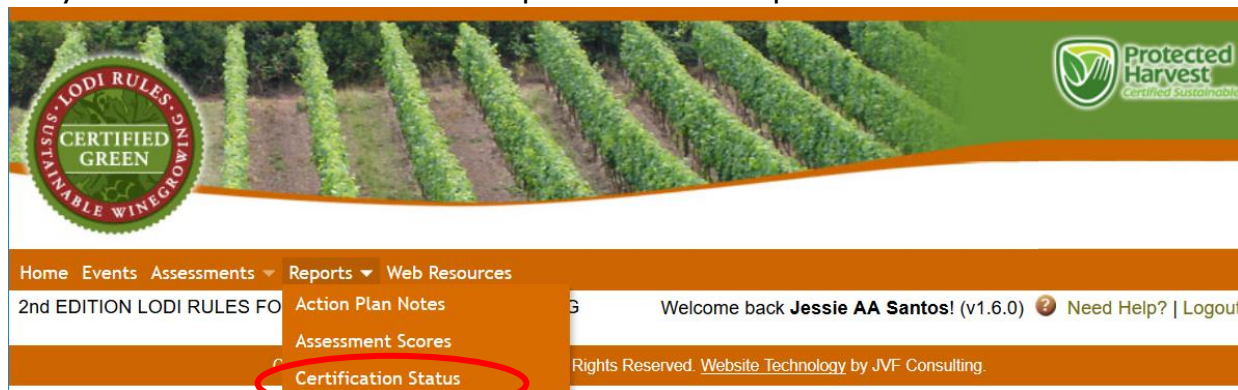 LODI RULES
CERTIFIED
GREEN
SUSTAINABLE WINEGROWING
Protected
Harvest
Certified Sustainable
Home Events Assessments Reports Web Resources
2nd EDITION LODI RULES FO
G
Welcome back Jessie AA Santos! (v1.6.0) Need Help? | Logout
Action Plan Notes
Assessment Scores
Rights Reserved. Website Technology by JVF Consulting.
Certification Status